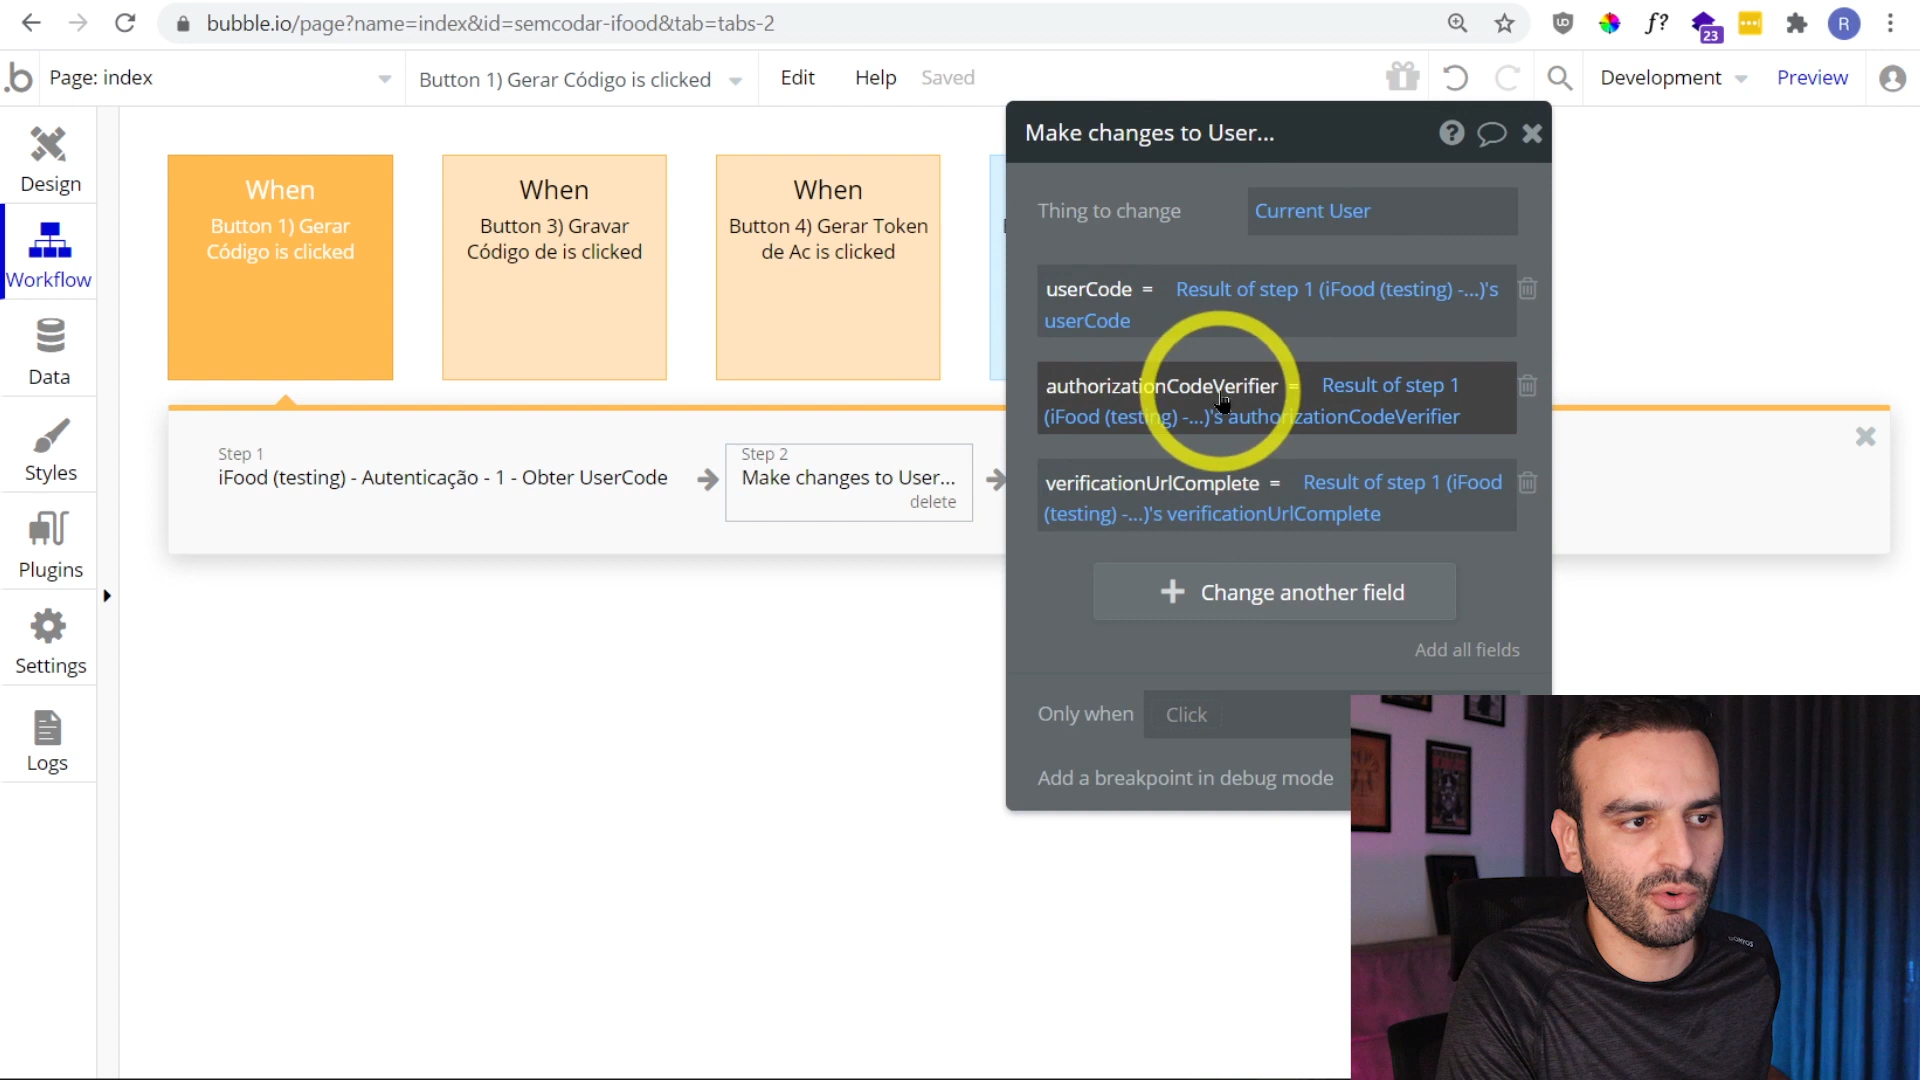 bubble.io/page?name=index&id=semcodar-ifood&tab=tabs-2
f?
23
R
b
Page: index
Button 1) Gerar Código is clicked
Edit
Help
Saved
Development
Preview
Design
Workflow
Data
Styles
Plugins
Settings
Logs
When
Button 1) Gerar
Código is clicked
When
Button 3) Gravar
Código de is clicked
When
Button 4) Gerar Token
de Ac is clicked
Step 1
iFood (testing) - Autenticação - 1 - Obter UserCode
Step 2
Make changes to User...
delete
Make changes to User...
Thing to change
Current User
userCode = Result of step 1 (iFood (testing) -...)'s
userCode
authorizationCodeVerifier = Result of step 1
(iFood (testing) -...)'s authorizationCodeVerifier
verificationUrlComplete = Result of step 1 (iFood
(testing) -...)'s verificationUrlComplete
Change another field
Add all fields
Only when
Click
Add a breakpoint in debug mode